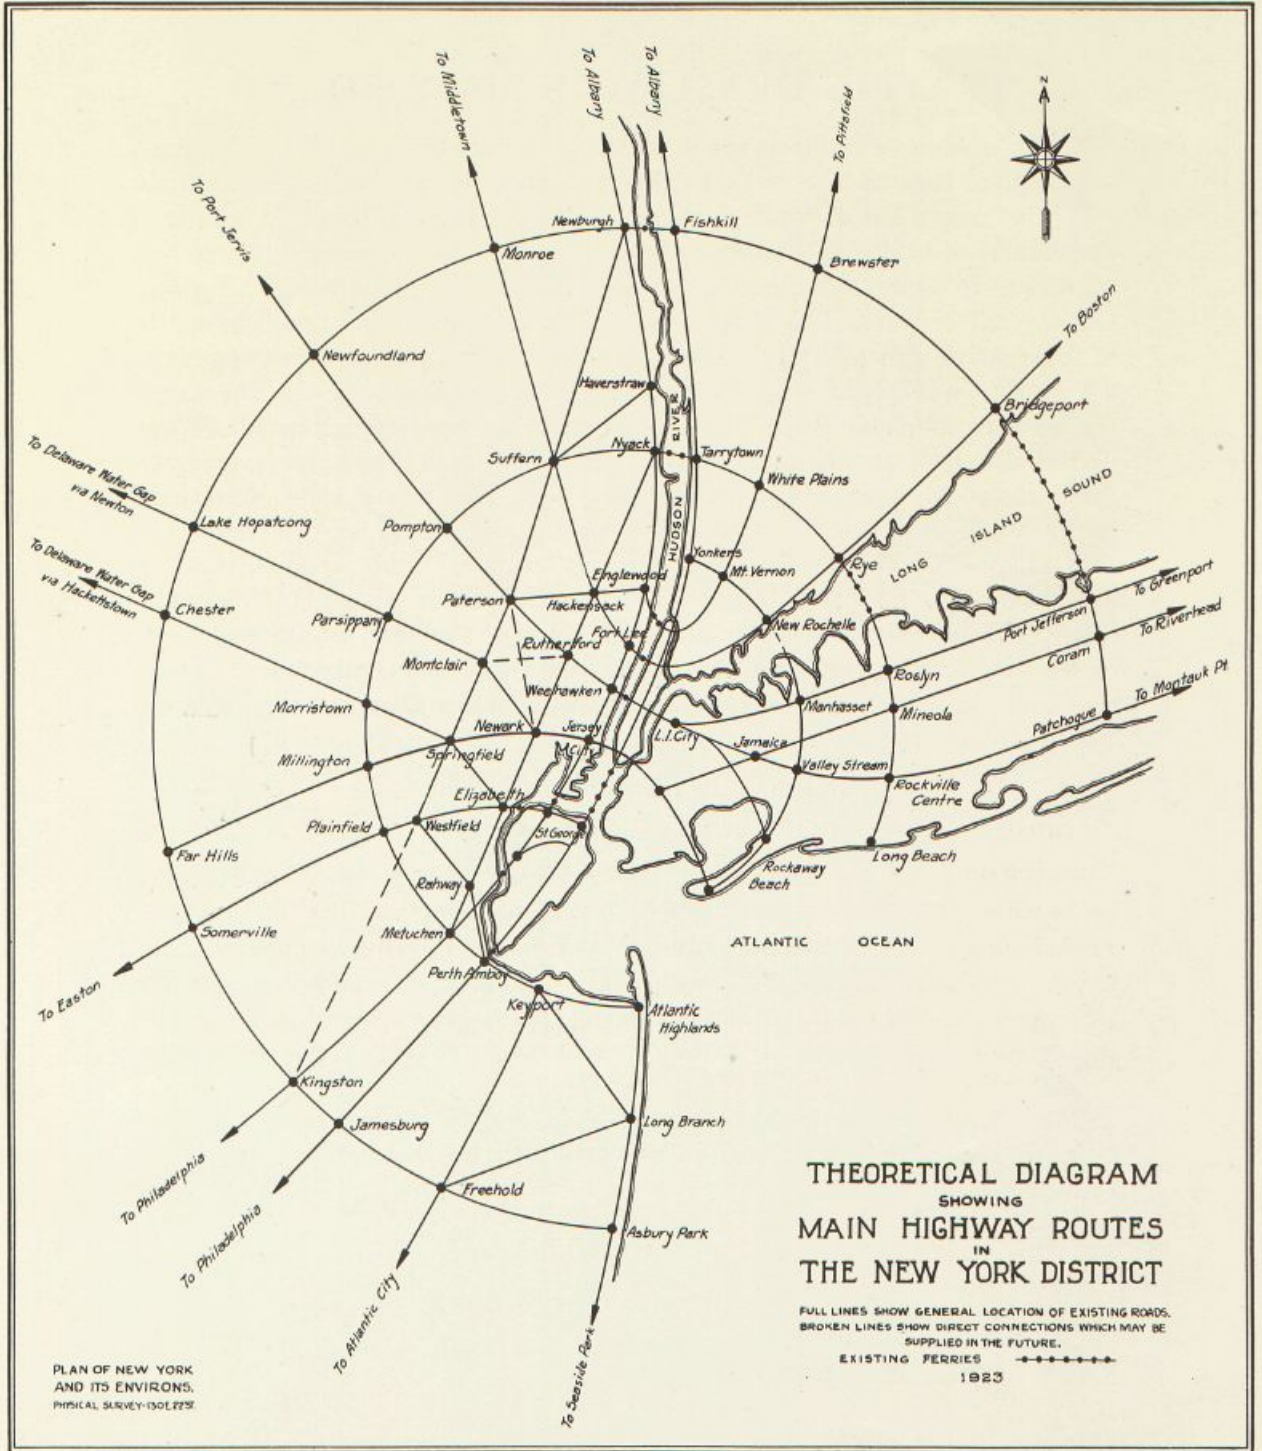 To Middletown
To Albany
To Albany
To Pittsfield
N
To Port Jervis
Newburgh
Fishkill
Monroe
Brewster
To Boston
Newfoundland
Haverstraw
Bridgeport
HUDSON RIVER
Nyack
Tarrytown
Suffern
White Plains
LONG ISLAND SOUND
To Delaware Water Gap
via Newton
Lake Hopatcong
Pompton
Yonkers
Rye
To Delaware Water Gap
via Hackettstown
Englewood
Mt. Vernon
To Greenport
Chester
Paterson
Hackensack
Port Jefferson
To Riverhead
Parsippany
Fort Lee
New Rochelle
Rutherford
Coram
Montclair
Weehawken
Roslyn
To Montauk Pt.
Morristown
Manhasset
Mineola
Patchogue
Newark
Jersey
City
L.I. City
Jamaica
Springfield
Millington
Valley Stream
Rockville
Centre
Elizabeth
Plainfield
Westfield
St George
Far Hills
Long Beach
Rockaway
Beach
Rahway
Somerville
Metuchen
ATLANTIC OCEAN
Perth Amboy
To Easton
Keyport
Atlantic
Highlands
Kingston
Jamesburg
Long Branch
To Philadelphia
Freehold
To Philadelphia
Asbury Park
To Atlantic City
To Seaside Park
THEORETICAL DIAGRAM
SHOWING
MAIN HIGHWAY ROUTES
IN
THE NEW YORK DISTRICT
FULL LINES SHOW GENERAL LOCATION OF EXISTING ROADS.
BROKEN LINES SHOW DIRECT CONNECTIONS WHICH MAY BE
SUPPLIED IN THE FUTURE.
EXISTING FERRIES
1923
PLAN OF NEW YORK
AND ITS ENVIRONS.
PHYSICAL SURVEY-130 E. 22 ST.